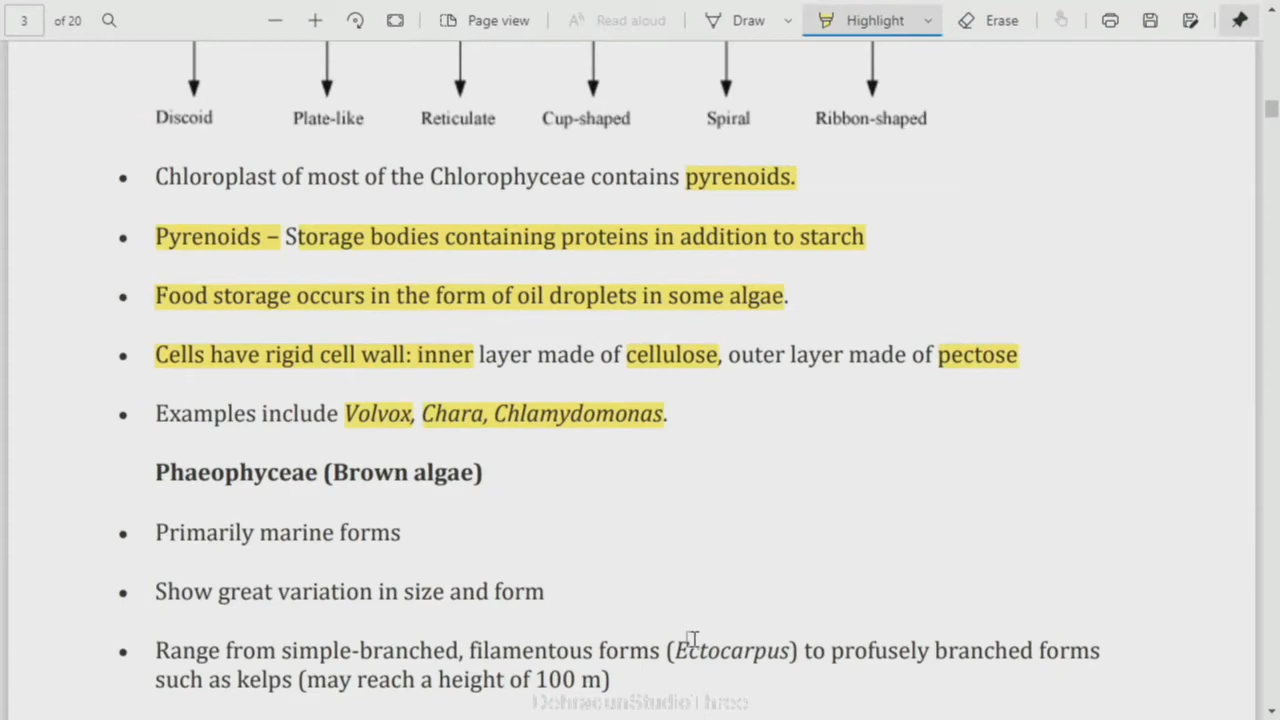 3 of 20 Page view Read aloud Draw Highlight Erase
Discoid Plate-like Reticulate Cup-shaped Spiral Ribbon-shaped
• Chloroplast of most of the Chlorophyceae contains pyrenoids.
• Pyrenoids – Storage bodies containing proteins in addition to starch
• Food storage occurs in the form of oil droplets in some algae.
• Cells have rigid cell wall: inner layer made of cellulose, outer layer made of pectose
• Examples include Volvox, Chara, Chlamydomonas.
Phaeophyceae (Brown algae)
• Primarily marine forms
• Show great variation in size and form
• Range from simple-branched, filamentous forms (Ectocarpus) to profusely branched forms
such as kelps (may reach a height of 100 m)